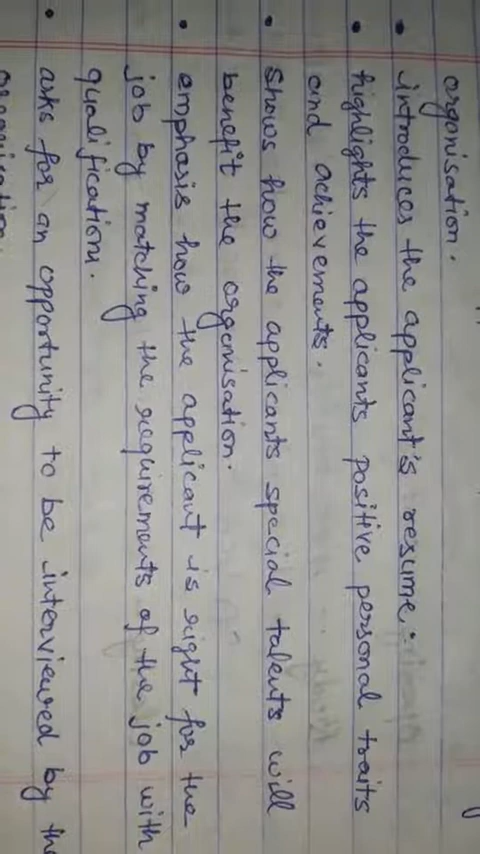 orgonisation.
• introduces the applicant's resume.
• highlights the applicants positive personal traits
and achievements.
• shows how the applicants special talents will
benefit the orgonisation.
• emphasis how the applicant is right for the
job by matching the requirements of the job with
qualification.
• asks for an opportunity to be interviewed by the